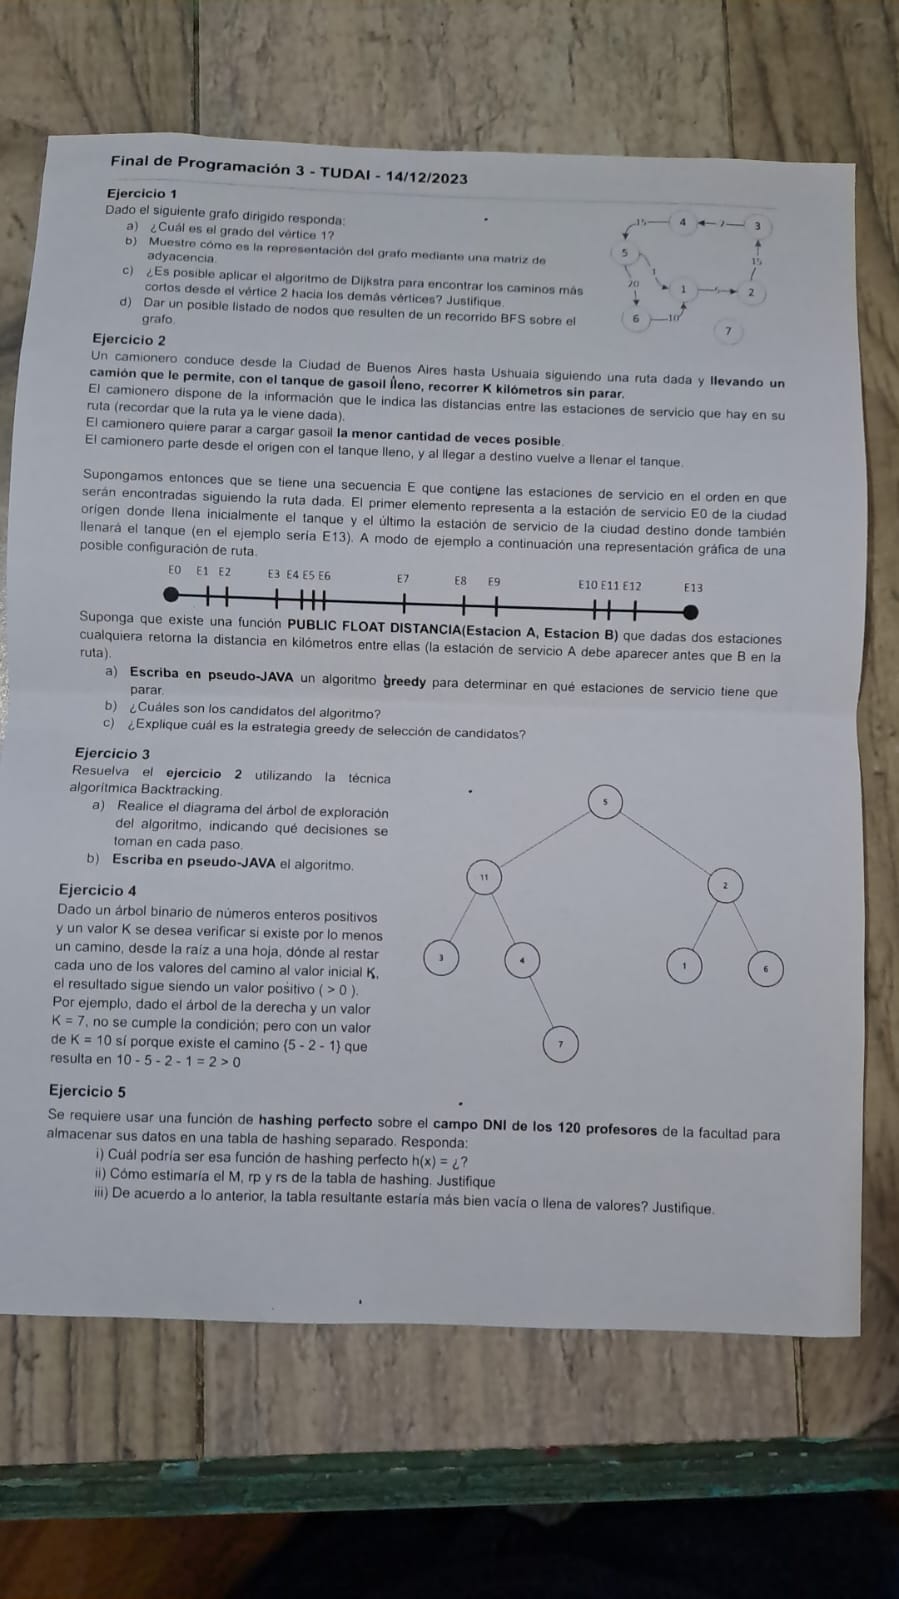 Final de Programación 3 - TUDAI - 14/12/2023
Ejercicio 1
Dado el siguiente grafo dirigido responda:
a) ¿Cuál es el grado del vértice 1?
b) Muestre cómo es la representación del grafo mediante una matriz de
adyacencia.
c) ¿Es posible aplicar el algoritmo de Dijkstra para encontrar los caminos más
cortos desde el vértice 2 hacia los demás vértices? Justifique.
d) Dar un posible listado de nodos que resulten de un recorrido BFS sobre el
grafo.
15 4 2 3
5 1 15
20 1 5 2
6 10 7
Ejercicio 2
Un camionero conduce desde la Ciudad de Buenos Aires hasta Ushuaia siguiendo una ruta dada y llevando un
camión que le permite, con el tanque de gasoil lleno, recorrer K kilómetros sin parar.
El camionero dispone de la información que le indica las distancias entre las estaciones de servicio que hay en su
ruta (recordar que la ruta ya le viene dada).
El camionero quiere parar a cargar gasoil la menor cantidad de veces posible.
El camionero parte desde el origen con el tanque lleno, y al llegar a destino vuelve a llenar el tanque.
Supongamos entonces que se tiene una secuencia E que contiene las estaciones de servicio en el orden en que
serán encontradas siguiendo la ruta dada. El primer elemento representa a la estación de servicio E0 de la ciudad
origen donde llena inicialmente el tanque y el último la estación de servicio de la ciudad destino donde también
llenará el tanque (en el ejemplo sería E13). A modo de ejemplo a continuación una representación gráfica de una
posible configuración de ruta.
E0 E1 E2 E3 E4 E5 E6 E7 E8 E9 E10 E11 E12 E13
Suponga que existe una función PUBLIC FLOAT DISTANCIA(Estacion A, Estacion B) que dadas dos estaciones
cualquiera retorna la distancia en kilómetros entre ellas (la estación de servicio A debe aparecer antes que B en la
ruta).
a) Escriba en pseudo-JAVA un algoritmo greedy para determinar en qué estaciones de servicio tiene que
parar.
b) ¿Cuáles son los candidatos del algoritmo?
c) ¿Explique cuál es la estrategia greedy de selección de candidatos?
Ejercicio 3
Resuelva el ejercicio 2 utilizando la técnica
algorítmica Backtracking.
a) Realice el diagrama del árbol de exploración
del algoritmo, indicando qué decisiones se
toman en cada paso.
b) Escriba en pseudo-JAVA el algoritmo.
Ejercicio 4
Dado un árbol binario de números enteros positivos
y un valor K se desea verificar si existe por lo menos
un camino, desde la raíz a una hoja, dónde al restar
cada uno de los valores del camino al valor inicial K,
el resultado sigue siendo un valor positivo ( > 0 ).
Por ejemplo, dado el árbol de la derecha y un valor
K = 7, no se cumple la condición; pero con un valor
de K = 10 sí porque existe el camino {5 - 2 - 1} que
resulta en 10 - 5 - 2 - 1 = 2 > 0
5
11 2
3 4 1 6
7
Ejercicio 5
Se requiere usar una función de hashing perfecto sobre el campo DNI de los 120 profesores de la facultad para
almacenar sus datos en una tabla de hashing separado. Responda:
i) Cuál podría ser esa función de hashing perfecto h(x) = ¿?
ii) Cómo estimaría el M, rp y rs de la tabla de hashing. Justifique
iii) De acuerdo a lo anterior, la tabla resultante estaría más bien vacía o llena de valores? Justifique.